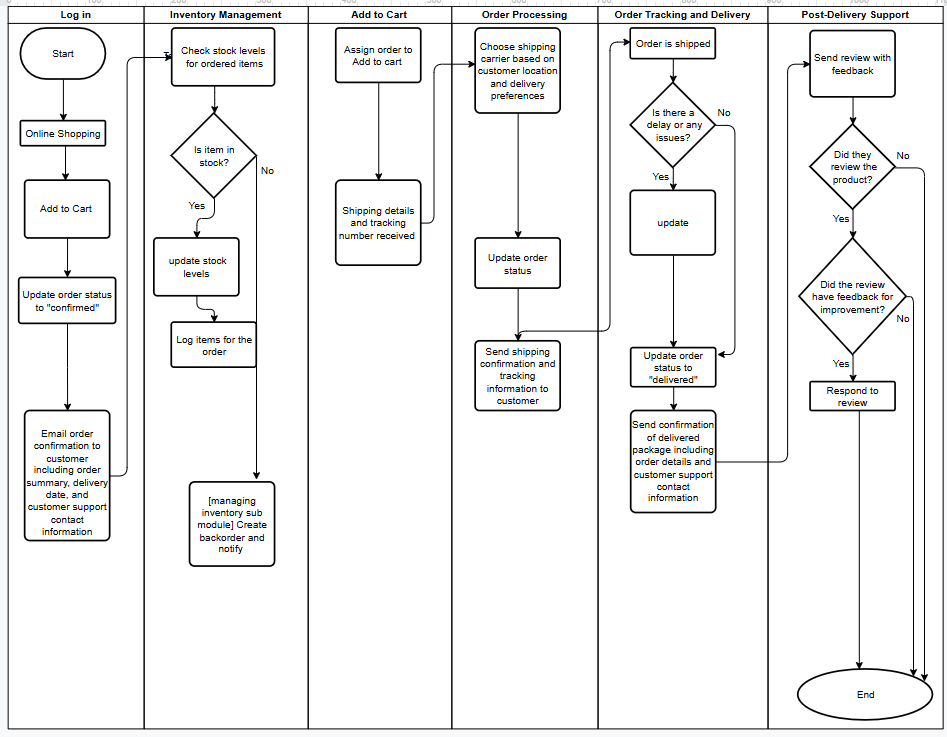 Log in
Inventory Management
Add to Cart
Order Processing
Order Tracking and Delivery
Post-Delivery Support
Start
Online Shopping
Add to Cart
Update order status
to "confirmed"
Email order
confirmation to
customer
including order
summary, delivery
date, and
customer support
contact
information
Check stock levels
for ordered items
Is item in
stock?
No
Yes
update stock
levels
Log items for the
order
[managing
inventory sub
module] Create
backorder and
notify
Assign order to
Add to cart
Shipping details
and tracking
number received
Choose shipping
carrier based on
customer location
and delivery
preferences
Update order
status
Send shipping
confirmation and
tracking
information to
customer
Order is shipped
Is there a
delay or any
issues?
No
Yes
update
Update order
status to
"delivered"
Send confirmation
of delivered
package including
order details and
customer support
contact
information
Send review with
feedback
Did they
review the
product?
No
Yes
Did the review
have feedback for
improvement?
No
Yes
Respond to
review
End